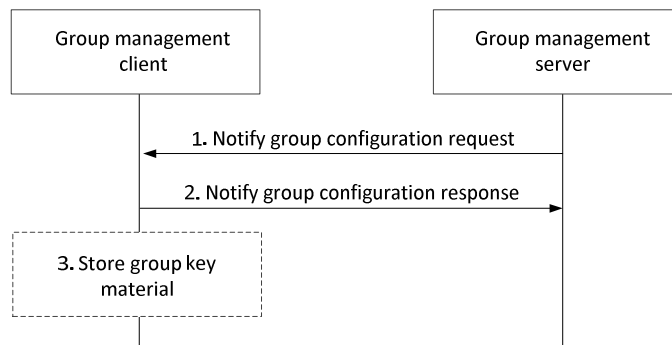 Group management
client
Group management
server
1. Notify group configuration request
2. Notify group configuration response
3. Store group key
material